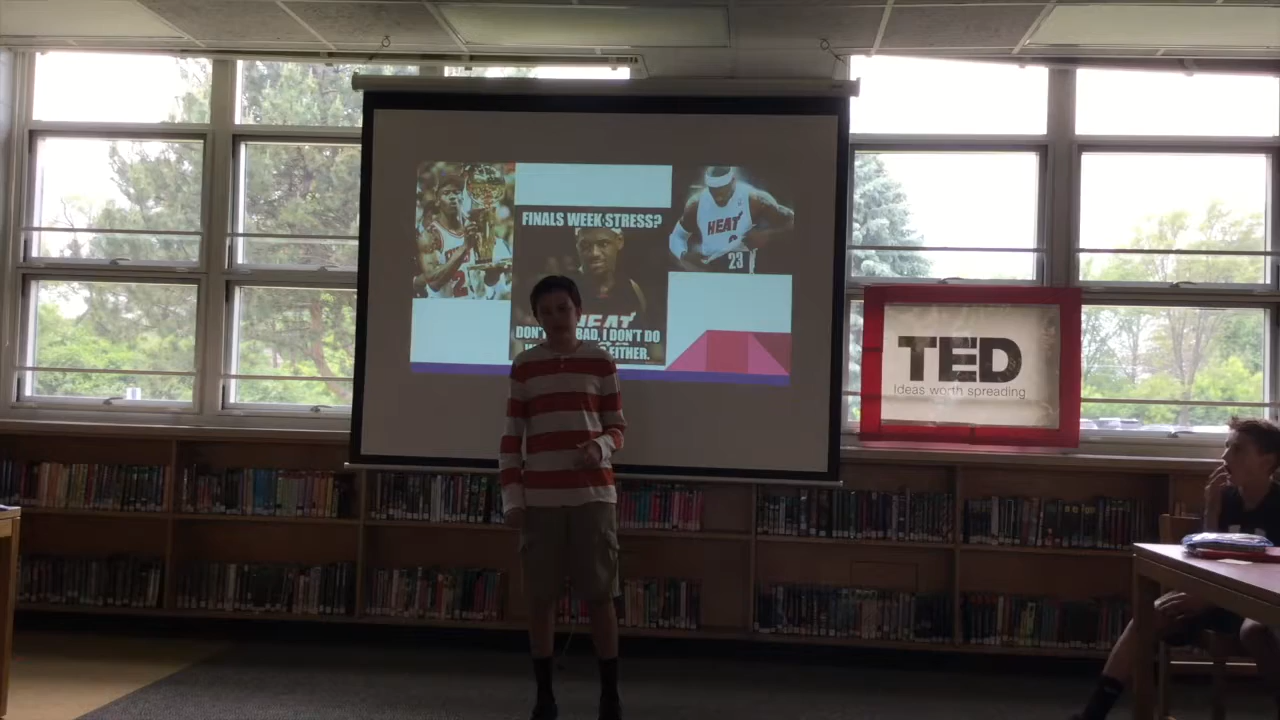 FINALS WEEK STRESS?
HEAT
23
HEAT
DON'T BAD, I DON'T DO
EITHER.
TED
Ideas worth spreading